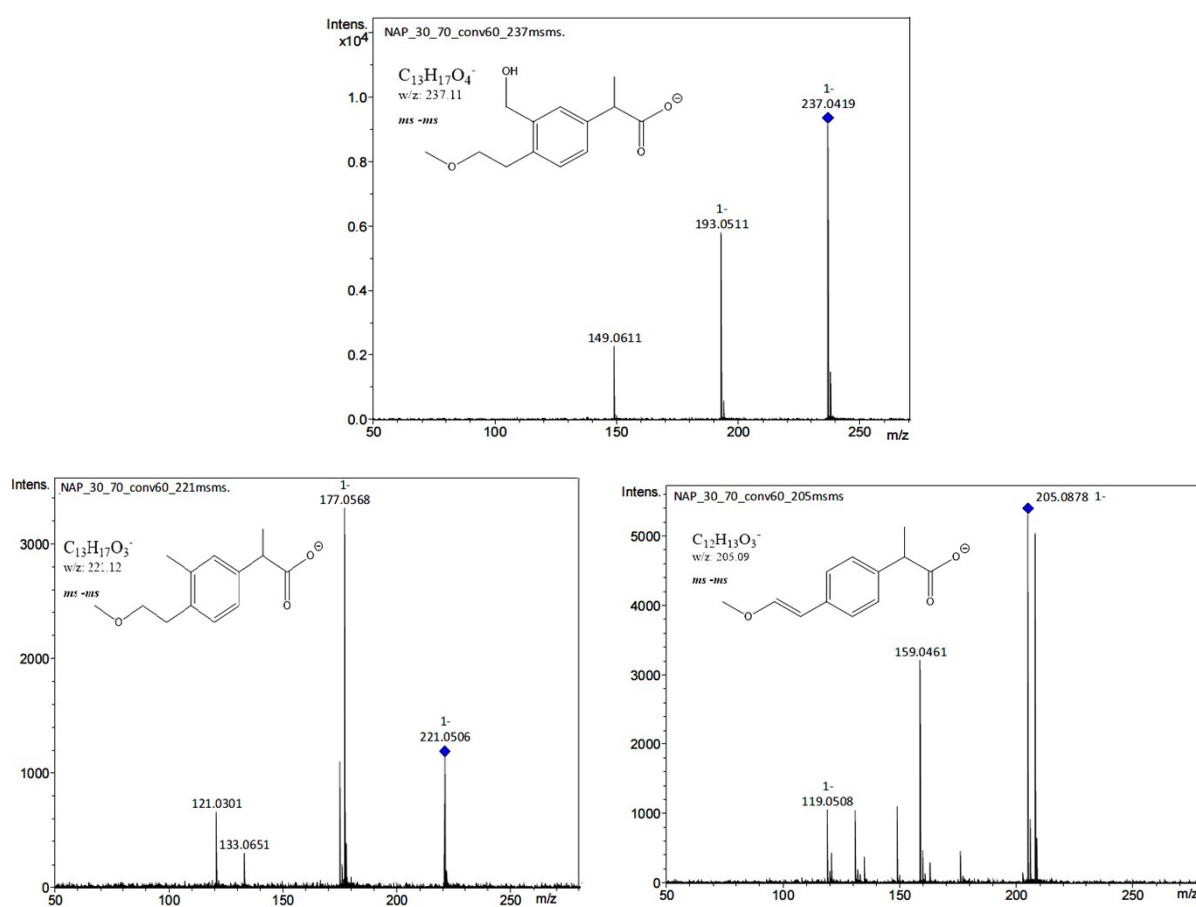 Intens.
x10⁴
NAP_30_70_conv60_237msms.
C₁₃H₁₇O₄⁻
w/z: 237.11
ms -ms
OH
O⊖
O
O
1-
237.0419
1-
193.0511
149.0611
1.0
0.8
0.6
0.4
0.2
0.0
50 100 150 200 250 m/z
Intens.
NAP_30_70_conv60_221msms.
C₁₃H₁₇O₃⁻
w/z: 221.12
ms -ms
O⊖
O
O
1-
177.0568
1-
221.0506
121.0301
133.0651
3000
2000
1000
0
50 100 150 200 250 m/z
Intens.
NAP_30_70_conv60_205msms
C₁₂H₁₃O₃⁻
w/z: 205.09
ms -ms
O⊖
O
O
205.0878 1-
159.0461
1-
119.0508
5000
4000
3000
2000
1000
0
50 100 150 200 250 m/z